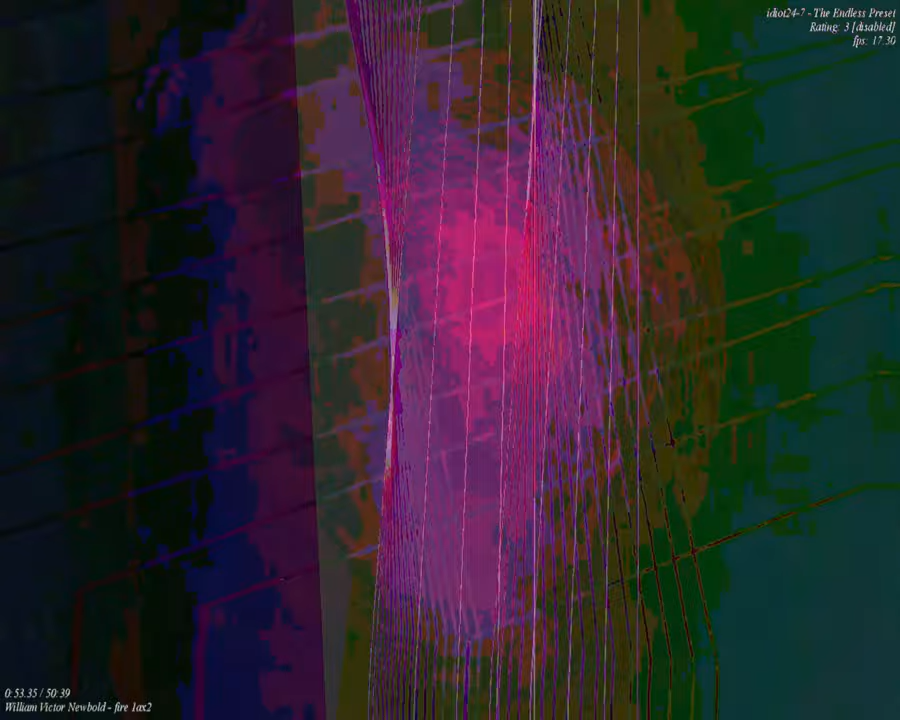 idiot24-7 - The Endless Preset
Rating: 3 [disabled]
fps: 17.30
0:53.35 / 50:39
William Victor Newbold - fire 1ax2